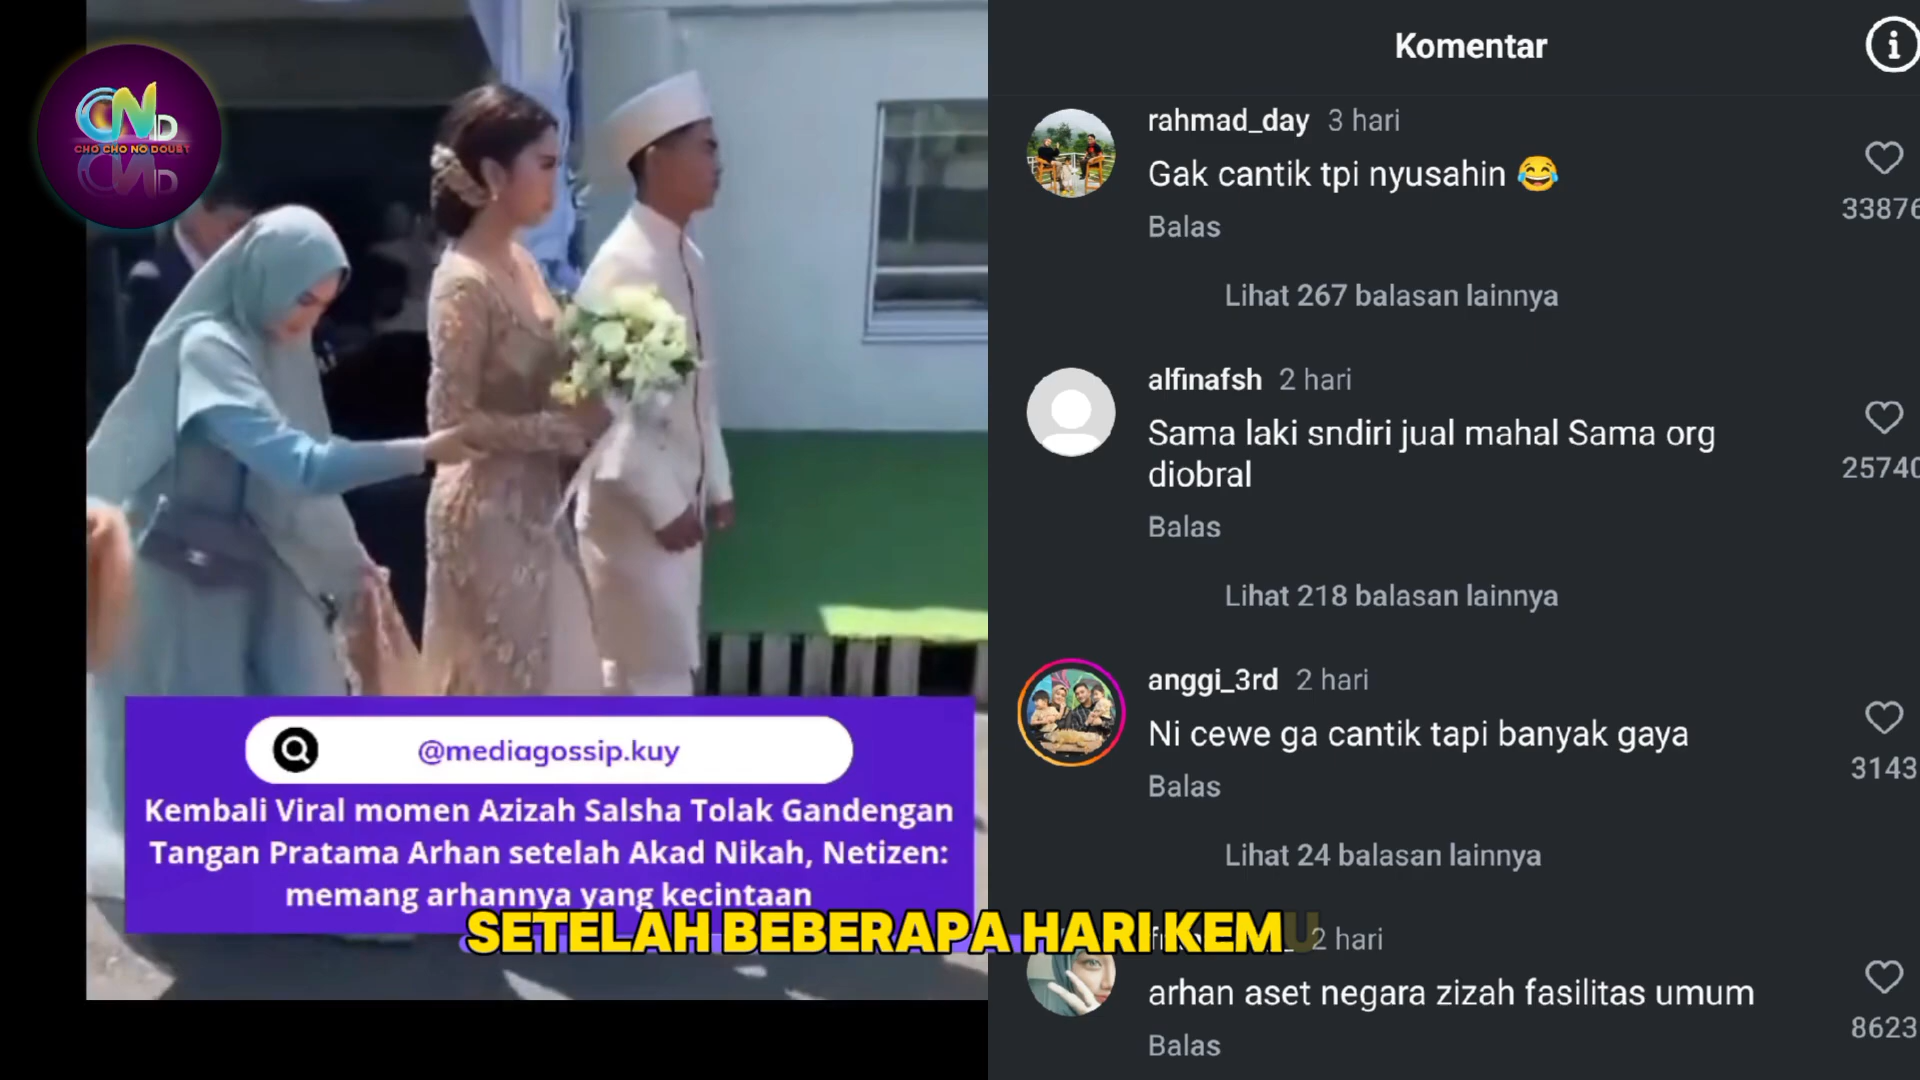 CND
CHO CHO NO DOUBT
@mediagossip.kuy
Kembali Viral momen Azizah Salsha Tolak Gandengan
Tangan Pratama Arhan setelah Akad Nikah, Netizen:
memang arhannya yang kecintaan
SETELAH BEBERAPA HARI KEMU
Komentar
rahmad_day 3 hari
Gak cantik tpi nyusahin 😂
33876
Balas
Lihat 267 balasan lainnya
alfinafsh 2 hari
Sama laki sndiri jual mahal Sama org
diobral
25740
Balas
Lihat 218 balasan lainnya
anggi_3rd 2 hari
Ni cewe ga cantik tapi banyak gaya
3143
Balas
Lihat 24 balasan lainnya
2 hari
arhan aset negara zizah fasilitas umum
8623
Balas